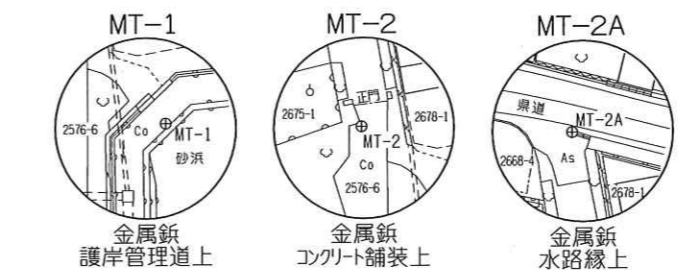 MT-1
2576-6
Co
MT-1
砂浜
金属鋲
護岸管理道上
MT-2
2675-1
正門
2678-1
MT-2
Co
2576-6
金属鋲
コンクリート舗装上
MT-2A
県道
MT-2A
2668-4
As
2678-1
金属鋲
水路縁上